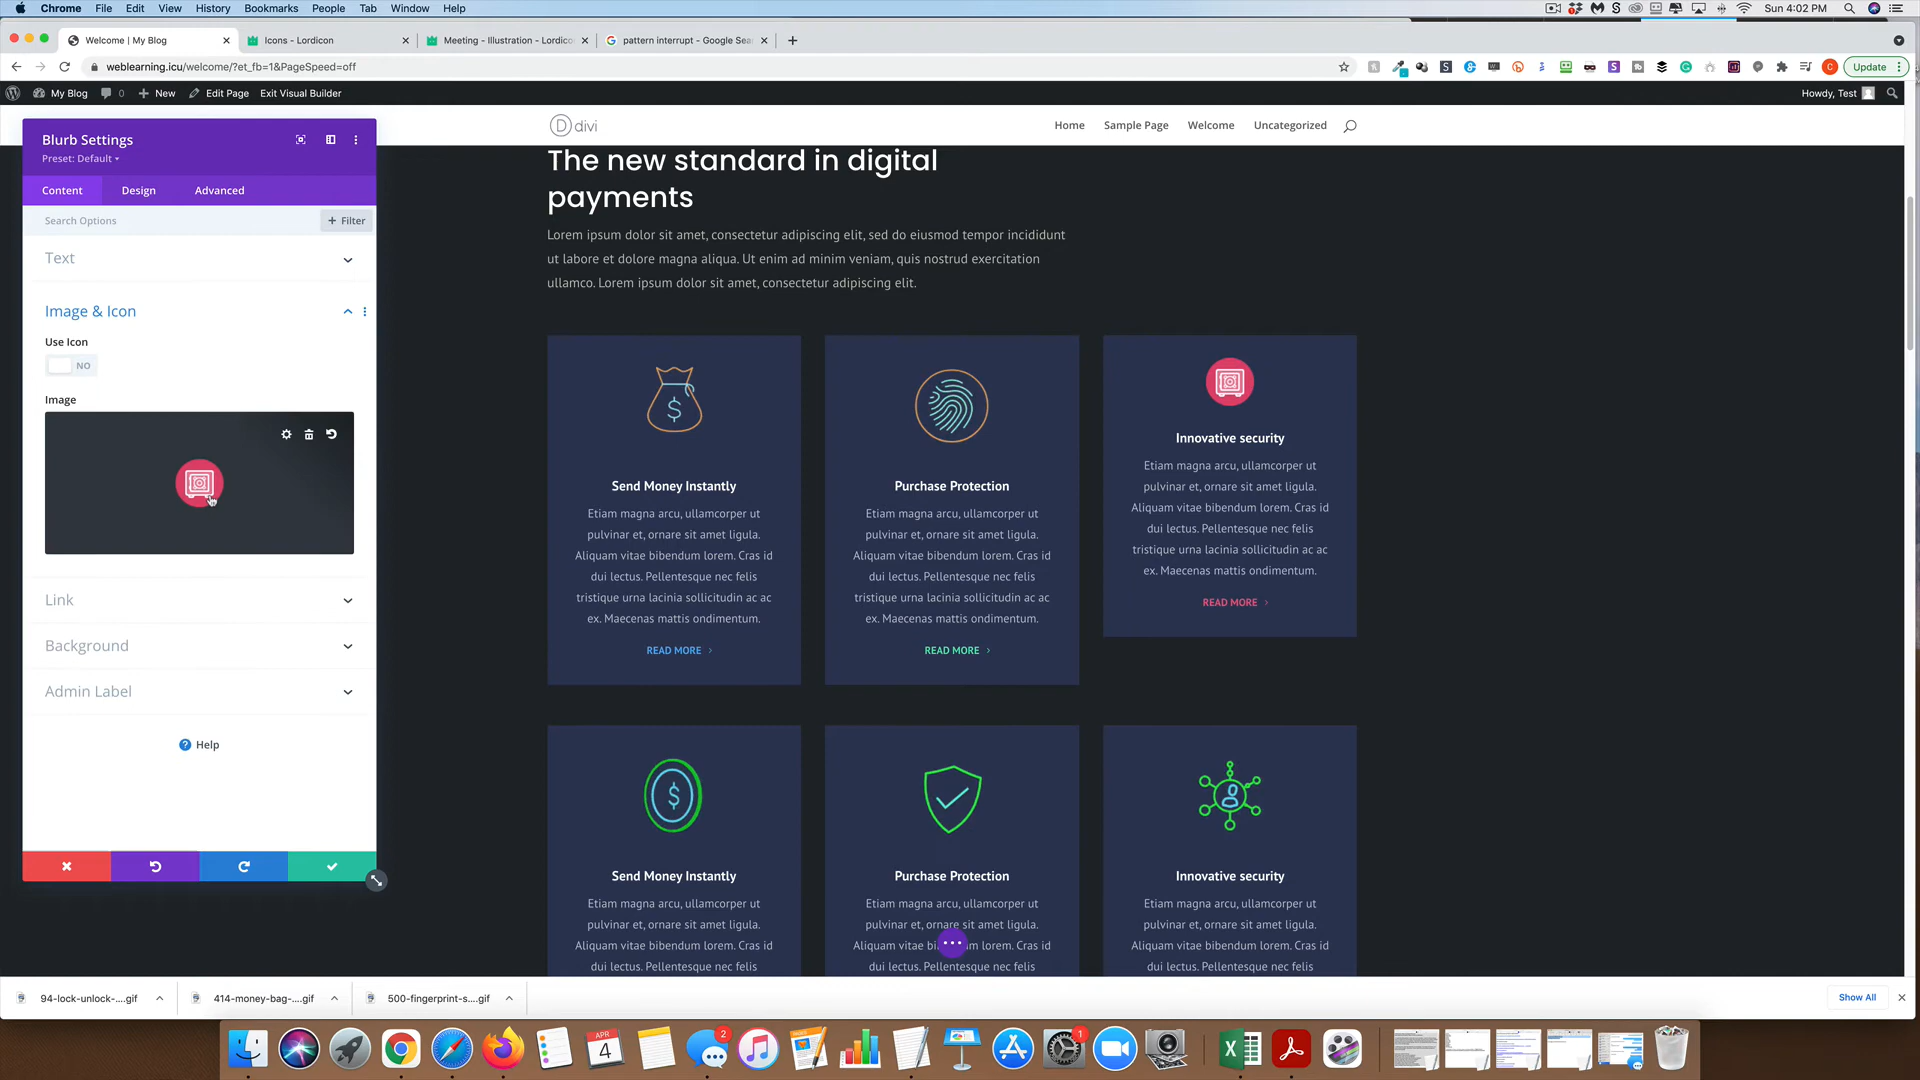 Chrome File Edit View History Bookmarks People Tab Window Help Sun 4:02 PM
Welcome | My Blog Icons - Lordicon Meeting - Illustration - Lordico pattern interrupt - Google Sea
weblearning.icu/welcome/?et_fb=1&PageSpeed=off Update
My Blog 0 New Edit Page Exit Visual Builder Howdy, Test
Blurb Settings
Preset: Default
Content Design Advanced
Search Options + Filter
Text
Image & Icon
Use Icon
NO
Image
Link
Background
Admin Label
Help
divi Home Sample Page Welcome Uncategorized
The new standard in digital
payments
Lorem ipsum dolor sit amet, consectetur adipiscing elit, sed do eiusmod tempor incididunt
ut labore et dolore magna aliqua. Ut enim ad minim veniam, quis nostrud exercitation
ullamco. Lorem ipsum dolor sit amet, consectetur adipiscing elit.
Send Money Instantly
Etiam magna arcu, ullamcorper ut
pulvinar et, ornare sit amet ligula.
Aliquam vitae bibendum lorem. Cras id
dui lectus. Pellentesque nec felis
tristique urna lacinia sollicitudin ac ac
ex. Maecenas mattis ondimentum.
READ MORE
Purchase Protection
Etiam magna arcu, ullamcorper ut
pulvinar et, ornare sit amet ligula.
Aliquam vitae bibendum lorem. Cras id
dui lectus. Pellentesque nec felis
tristique urna lacinia sollicitudin ac ac
ex. Maecenas mattis ondimentum.
READ MORE
Innovative security
Etiam magna arcu, ullamcorper ut
pulvinar et, ornare sit amet ligula.
Aliquam vitae bibendum lorem. Cras id
dui lectus. Pellentesque nec felis
tristique urna lacinia sollicitudin ac ac
ex. Maecenas mattis ondimentum.
READ MORE
Send Money Instantly
Etiam magna arcu, ullamcorper ut
pulvinar et, ornare sit amet ligula.
Aliquam vitae bibendum lorem. Cras id
dui lectus. Pellentesque nec felis
Purchase Protection
Etiam magna arcu, ullamcorper ut
pulvinar et, ornare sit amet ligula.
Aliquam vitae bi m lorem. Cras id
dui lectus. Pellentesque nec felis
Innovative security
Etiam magna arcu, ullamcorper ut
pulvinar et, ornare sit amet ligula.
Aliquam vitae bibendum lorem. Cras id
dui lectus. Pellentesque nec felis
94-lock-unlock-....gif 414-money-bag-....gif 500-fingerprint-s....gif Show All
APR
4
2
1